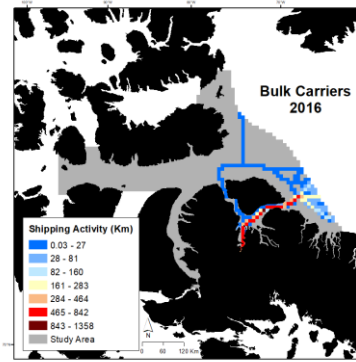 Bulk Carriers
2016
Shipping Activity (Km)
0.03 - 27
28 - 81
82 - 160
161 - 283
284 - 464
465 - 842
843 - 1358
Study Area
N
0
60
120 Km